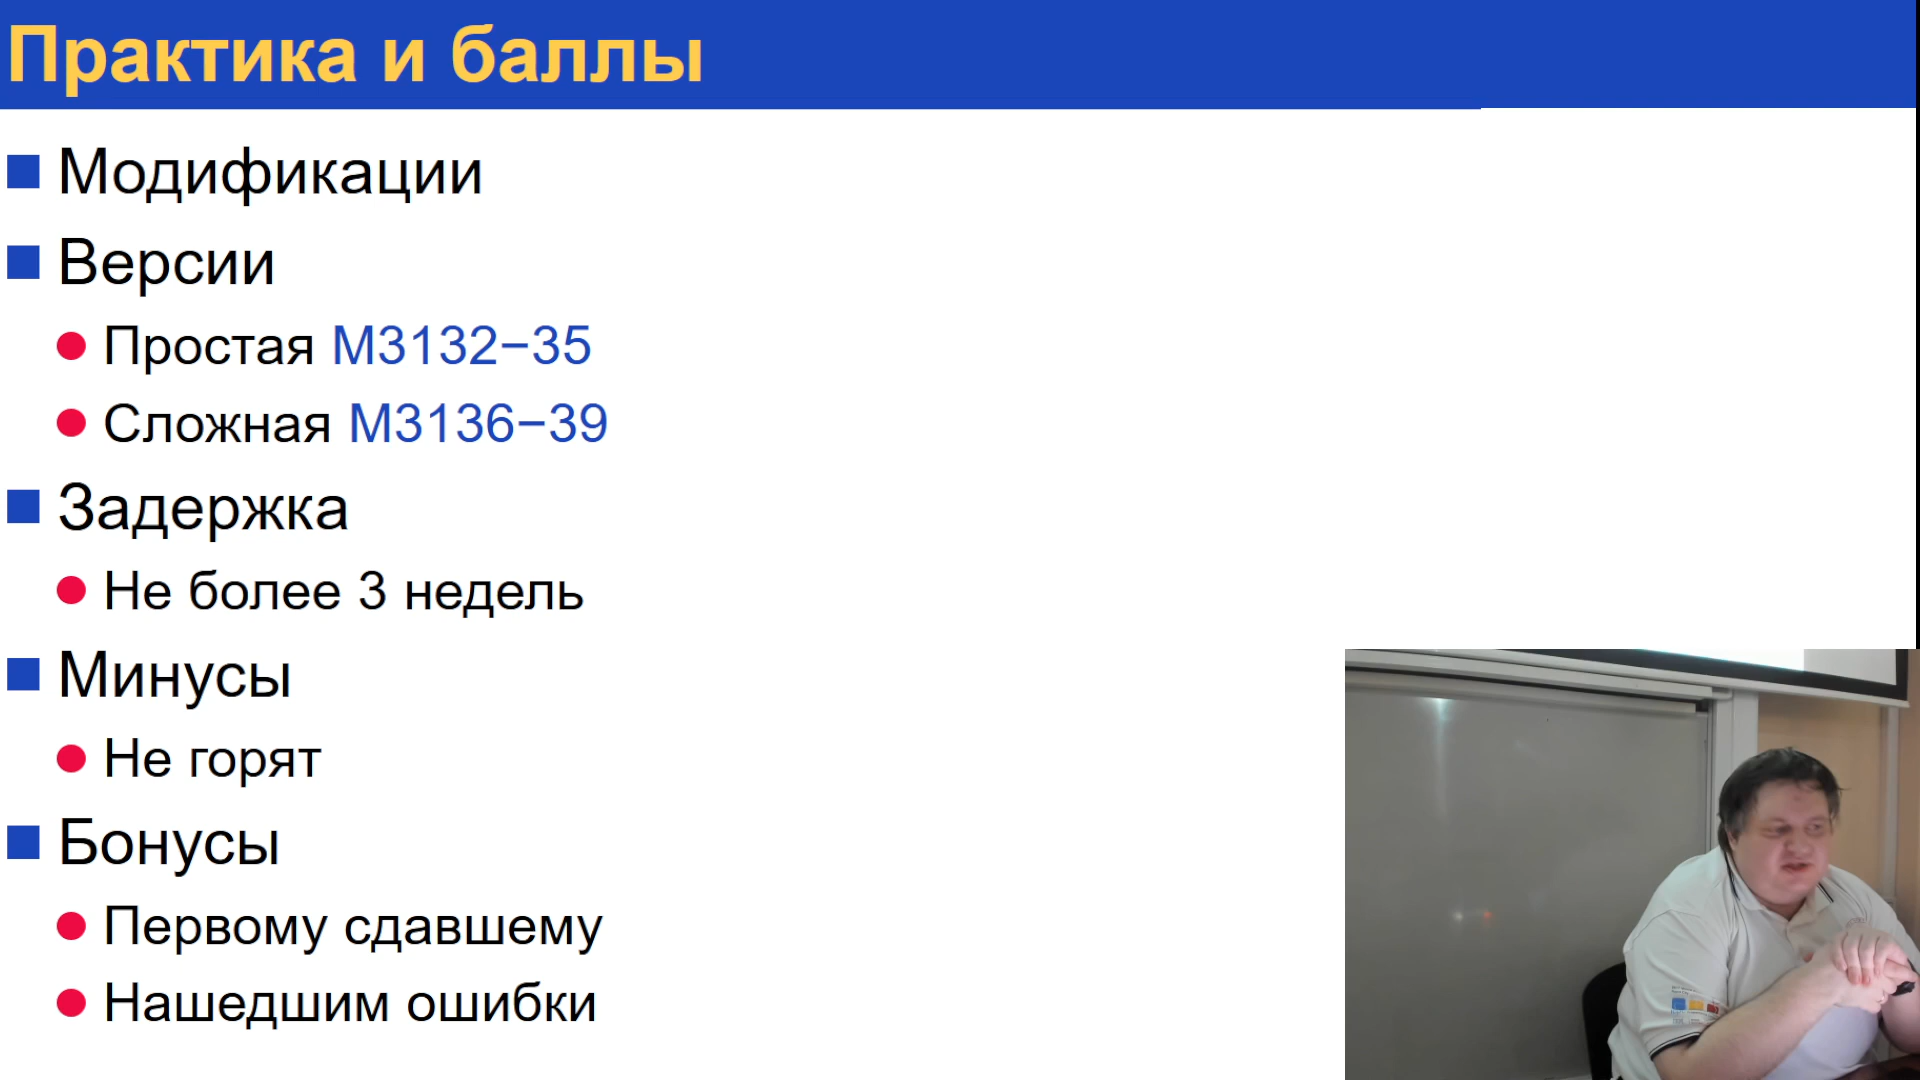 Практика и баллы
Модификации
Версии
Простая M3132−35
Сложная M3136−39
Задержка
Не более 3 недель
Минусы
Не горят
Бонусы
Первому сдавшему
Нашедшим ошибки